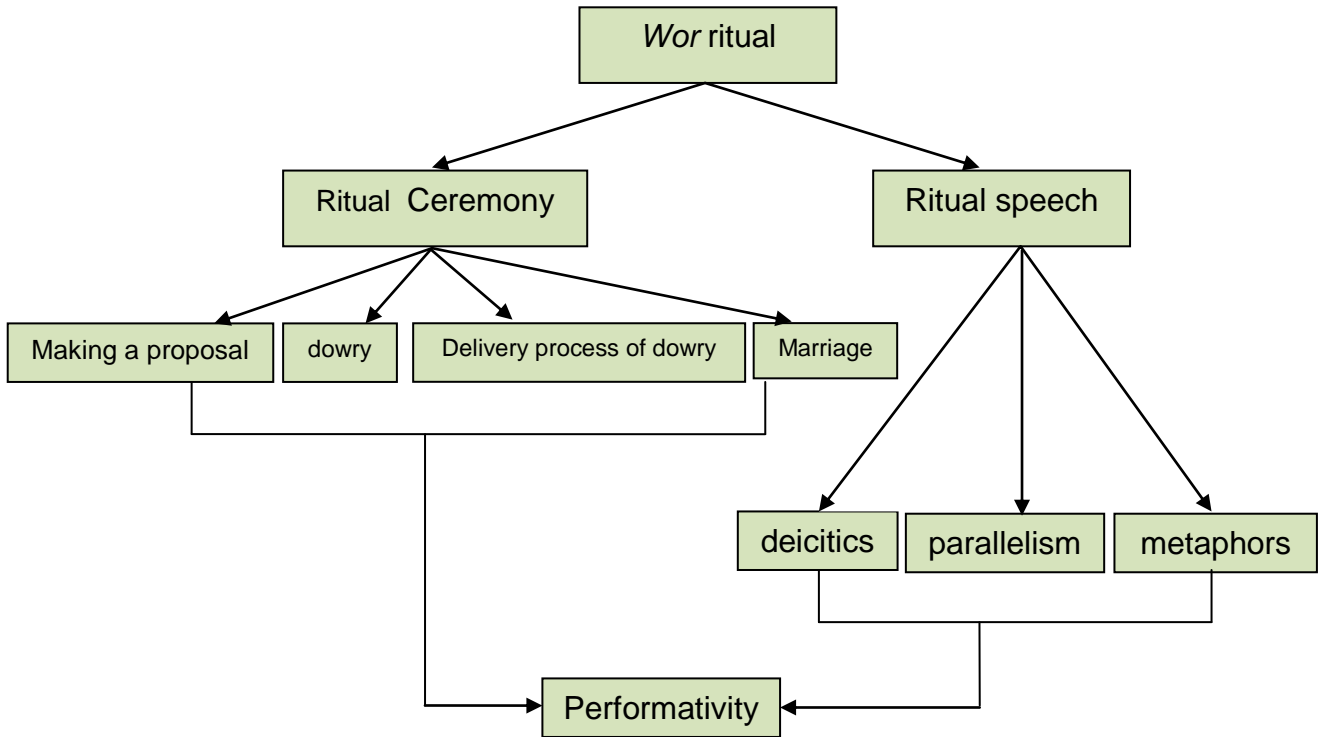 Wor ritual
Ritual Ceremony
Ritual speech
Making a proposal
dowry
Delivery process of dowry
Marriage
deicitics
parallelism
metaphors
Performativity